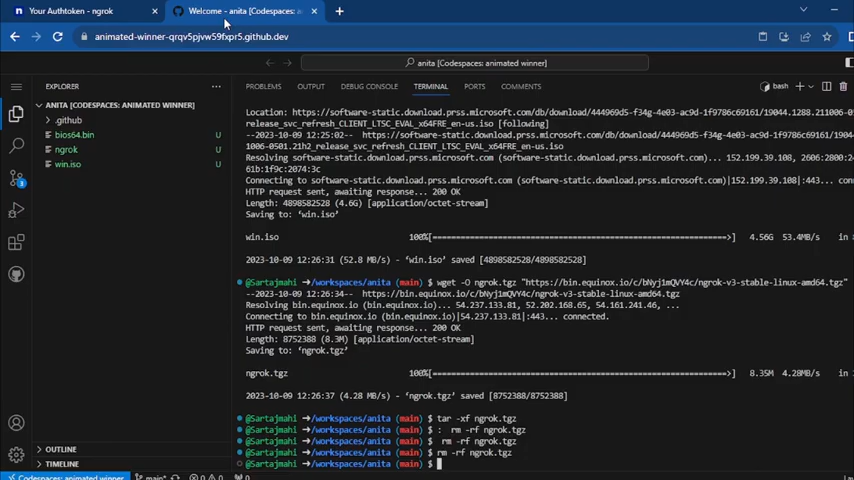 Your Authtoken - ngrok
Welcome - anita [Codespaces: a
animated-winner-qrqv5pjvw59fxpr5.github.dev
anita [Codespaces: animated winner]
EXPLORER
PROBLEMS OUTPUT DEBUG CONSOLE TERMINAL PORTS COMMENTS
bash
ANITA [CODESPACES: ANIMATED WINNER]
.github
bios64.bin U
ngrok U
win.iso U
3
OUTLINE
TIMELINE
Location: https://software-static.download.prss.microsoft.com/db/download/444969d5-f34g-4e03-ac9d-1f9786c69161/19044.1288.211006-0
release_svc_refresh_CLIENT_LTSC_EVAL_x64FRE_en-us.iso [following]
--2023-10-09 12:25:02-- https://software-static.download.prss.microsoft.com/db/download/444969d5-f34g-4e03-ac9d-1f9786c69161/19044
1006-0501.21h2_release_svc_refresh_CLIENT_LTSC_EVAL_x64FRE_en-us.iso
Resolving software-static.download.prss.microsoft.com (software-static.download.prss.microsoft.com)... 152.199.39.108, 2606:2800:
61b:1f9c:2074:3c
Connecting to software-static.download.prss.microsoft.com (software-static.download.prss.microsoft.com)|152.199.39.108|:443... conn
HTTP request sent, awaiting response... 200 OK
Length: 4898582528 (4.6G) [application/octet-stream]
Saving to: ‘win.iso’
win.iso 100%[===================================================>] 4.56G 53.4MB/s in 8
2023-10-09 12:26:31 (52.8 MB/s) - ‘win.iso’ saved [4898582528/4898582528]
@Sartajmahi ➜/workspaces/anita (main) $ wget -O ngrok.tgz "https://bin.equinox.io/c/bNyj1mQVY4c/ngrok-v3-stable-linux-amd64.tgz"
--2023-10-09 12:26:34-- https://bin.equinox.io/c/bNyj1mQVY4c/ngrok-v3-stable-linux-amd64.tgz
Resolving bin.equinox.io (bin.equinox.io)... 54.237.133.81, 52.202.168.65, 54.161.241.46, ...
Connecting to bin.equinox.io (bin.equinox.io)|54.237.133.81|:443... connected.
HTTP request sent, awaiting response... 200 OK
Length: 8752388 (8.3M) [application/octet-stream]
Saving to: ‘ngrok.tgz’
ngrok.tgz 100%[===================================================>] 8.35M 4.28MB/s in
2023-10-09 12:26:37 (4.28 MB/s) - ‘ngrok.tgz’ saved [8752388/8752388]
@Sartajmahi ➜/workspaces/anita (main) $ tar -xf ngrok.tgz
@Sartajmahi ➜/workspaces/anita (main) $ : rm -rf ngrok.tgz
@Sartajmahi ➜/workspaces/anita (main) $ rm -rf ngrok.tgz
@Sartajmahi ➜/workspaces/anita (main) $ rm -rf ngrok.tgz
@Sartajmahi ➜/workspaces/anita (main) $
Codespaces: animated winner main* 0 0 0